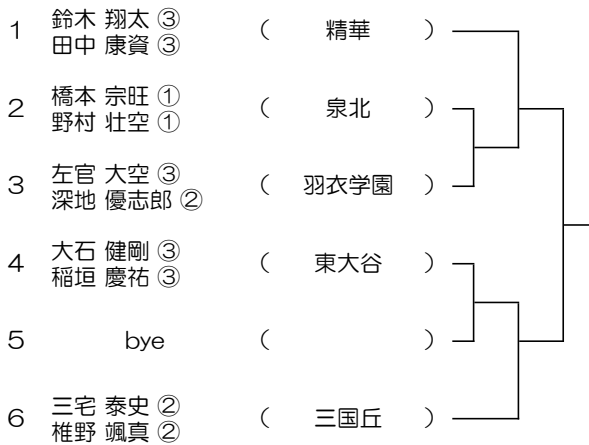 1 鈴木 翔太 ③
田中 康資 ③ ( 精華 )
2 橋本 宗旺 ①
野村 壮空 ① ( 泉北 )
3 左官 大空 ③
深地 優志郎 ② ( 羽衣学園 )
4 大石 健剛 ③
稲垣 慶祐 ③ ( 東大谷 )
5 bye ( )
6 三宅 泰史 ②
椎野 颯真 ② ( 三国丘 )